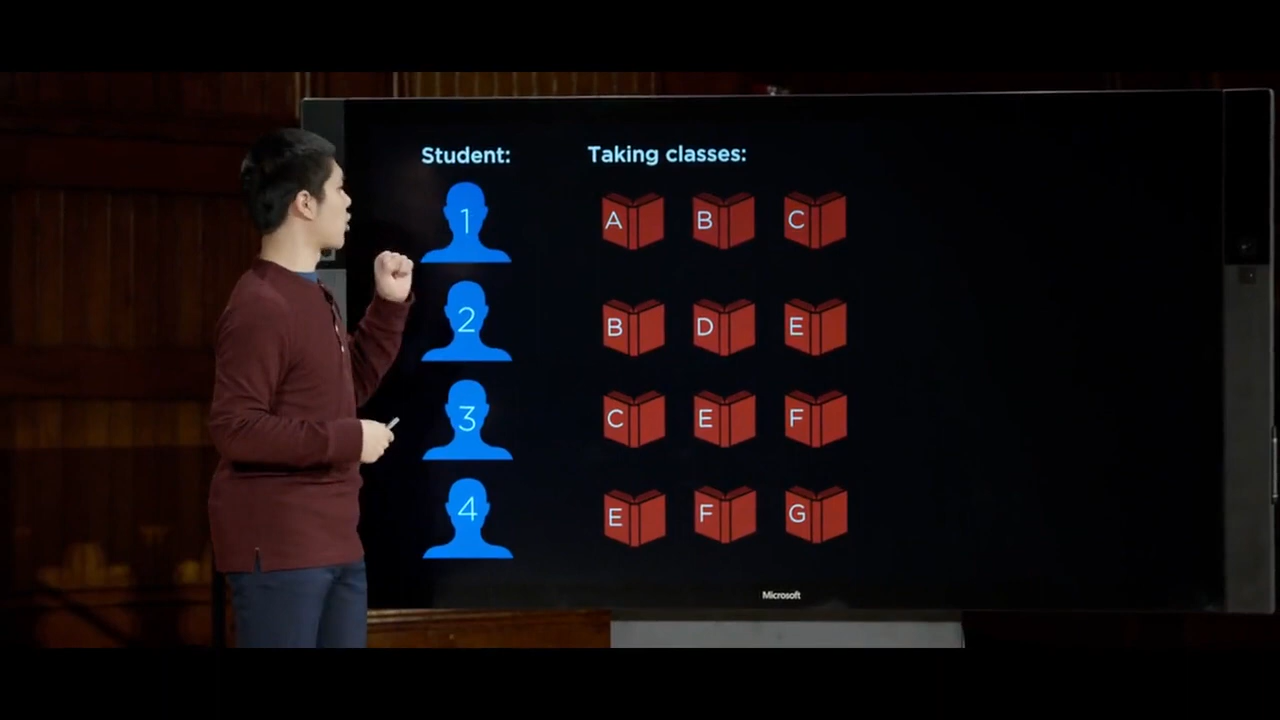 Student: Taking classes:
1 A B C
2 B D E
3 C E F
4 E F G
Microsoft